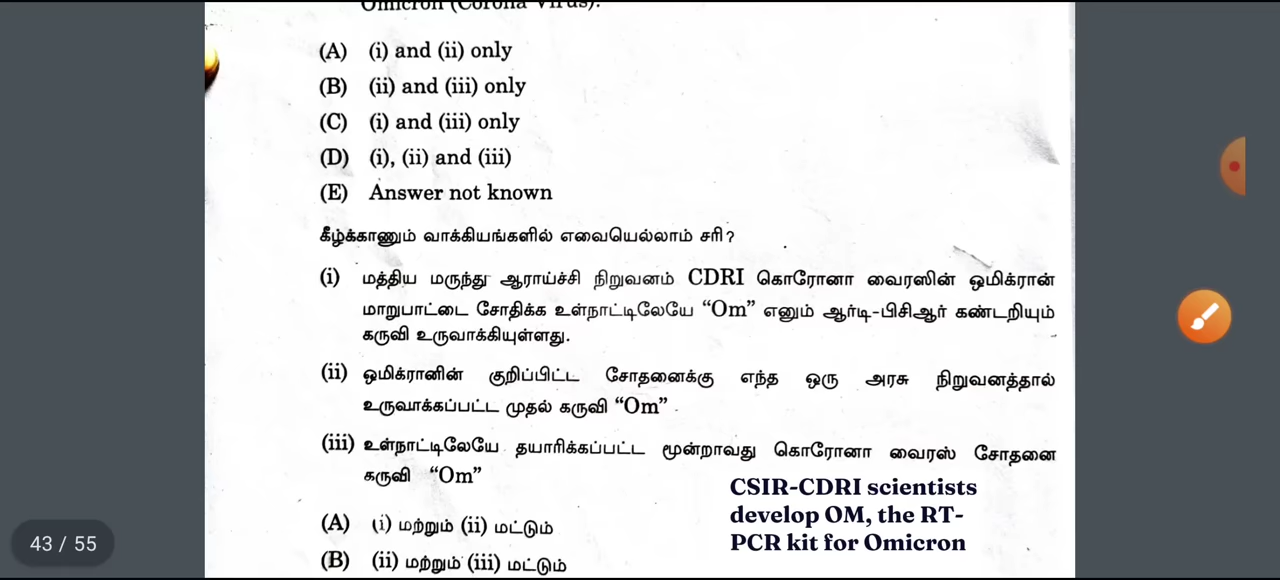 Omicron (Corona Virus).
(A) (i) and (ii) only
(B) (ii) and (iii) only
(C) (i) and (iii) only
(D) (i), (ii) and (iii)
(E) Answer not known
கீழ்க்காணும் வாக்கியங்களில் எவையெல்லாம் சரி?
(i) மத்திய மருந்து ஆராய்ச்சி நிறுவனம் CDRI கொரோனா வைரஸின் ஒமிக்ரான்
மாறுபாட்டை சோதிக்க உள்நாட்டிலேயே “Om” எனும் ஆர்டி-பிசிஆர் கண்டறியும்
கருவி உருவாக்கியுள்ளது.
(ii) ஒமிக்ரானின் குறிப்பிட்ட சோதனைக்கு எந்த ஒரு அரசு நிறுவனத்தால்
உருவாக்கப்பட்ட முதல் கருவி “Om”
(iii) உள்நாட்டிலேயே தயாரிக்கப்பட்ட மூன்றாவது கொரோனா வைரஸ் சோதனை
கருவி “Om”
CSIR-CDRI scientists
develop OM, the RT-
PCR kit for Omicron
(A) (i) மற்றும் (ii) மட்டும்
(B) (ii) மற்றும் (iii) மட்டும்
43 / 55